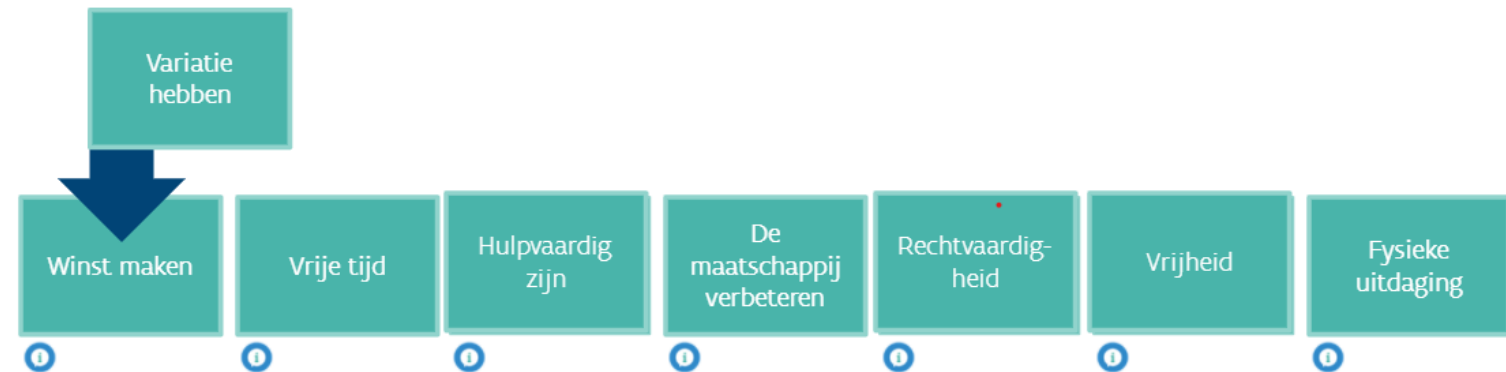 Variatie
hebben
Winst maken
Vrije tijd
Hulpvaardig
zijn
De
maatschappij
verbeteren
Rechtvaardig-
heid
Vrijheid
Fysieke
uitdaging
i
i
i
i
i
i
i